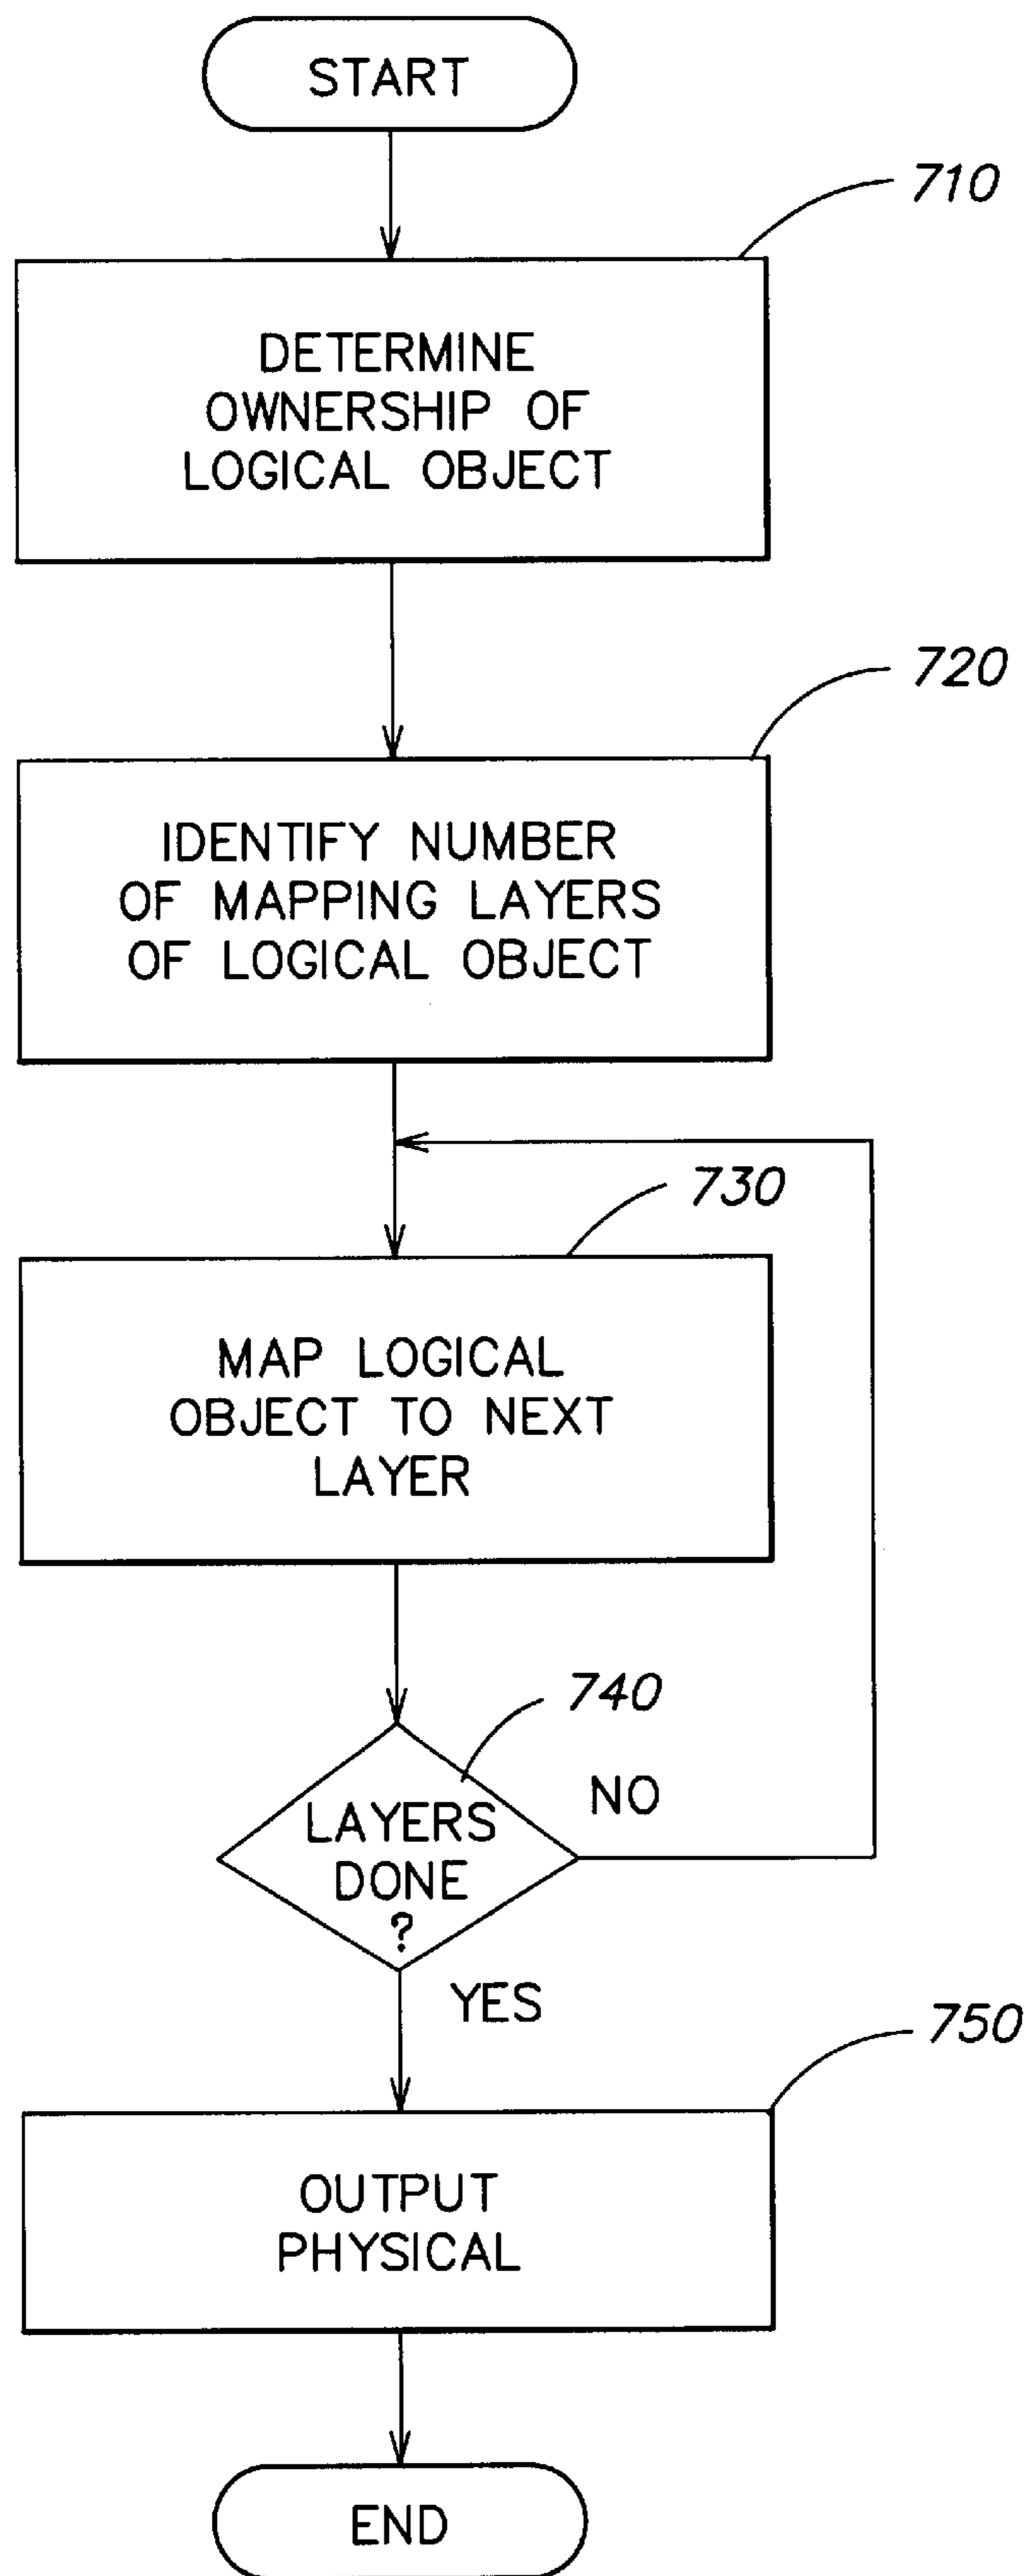 START
710
DETERMINE
OWNERSHIP OF
LOGICAL OBJECT
720
IDENTIFY NUMBER
OF MAPPING LAYERS
OF LOGICAL OBJECT
730
MAP LOGICAL
OBJECT TO NEXT
LAYER
740
NO
LAYERS
DONE
?
YES
750
OUTPUT
PHYSICAL
END